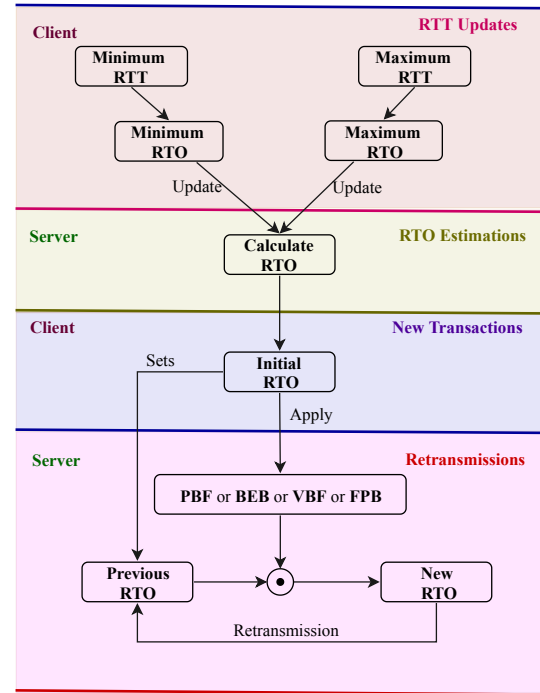 RTT Updates
Client
Minimum
RTT
Maximum
RTT
Minimum
RTO
Maximum
RTO
Update
Update
Server
RTO Estimations
Calculate
RTO
Client
New Transactions
Sets
Initial
RTO
Apply
Server
Retransmissions
PBF or BEB or VBF or FPB
Previous
RTO
New
RTO
Retransmission